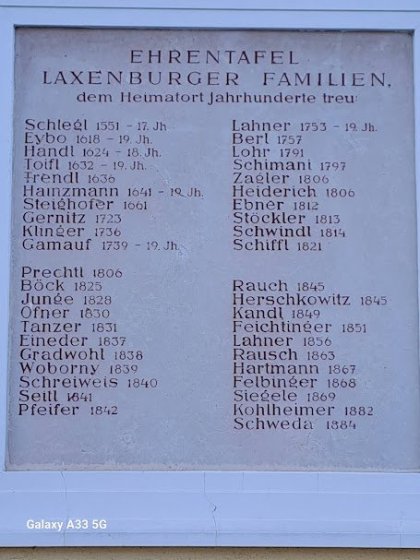 EHRENTAFEL
LAXENBURGER FAMILIEN,
dem Heimatort Jahrhunderte treu:
Schlegl 1551 - 17. Jh.
Eybo 1618 - 19. Jh.
Handl 1624 - 18. Jh.
Toifl 1632 - 19. Jh.
Trendl 1636
Hainzmann 1641 - 19. Jh.
Steighofer 1661
Gernitz 1723
Klinger 1736
Gamauf 1739 - 19. Jh.
Prechtl 1806
Böck 1825
Junge 1828
Ofner 1830
Tanzer 1831
Eineder 1837
Gradwohl 1838
Woborny 1839
Schreiweis 1840
Seitl 1841
Pfeifer 1842
Lahner 1753 - 19. Jh.
Berl 1757
Lohr 1791
Schimani 1797
Zagler 1806
Heiderich 1806
Ebner 1812
Stöckler 1813
Schwindl 1814
Schiffl 1821
Rauch 1845
Herschkowitz 1845
Kandl 1849
Feichtinger 1851
Lahner 1856
Rausch 1863
Hartmann 1867
Felbinger 1868
Siegele 1869
Kohlheimer 1882
Schweda 1884
Galaxy A33 5G